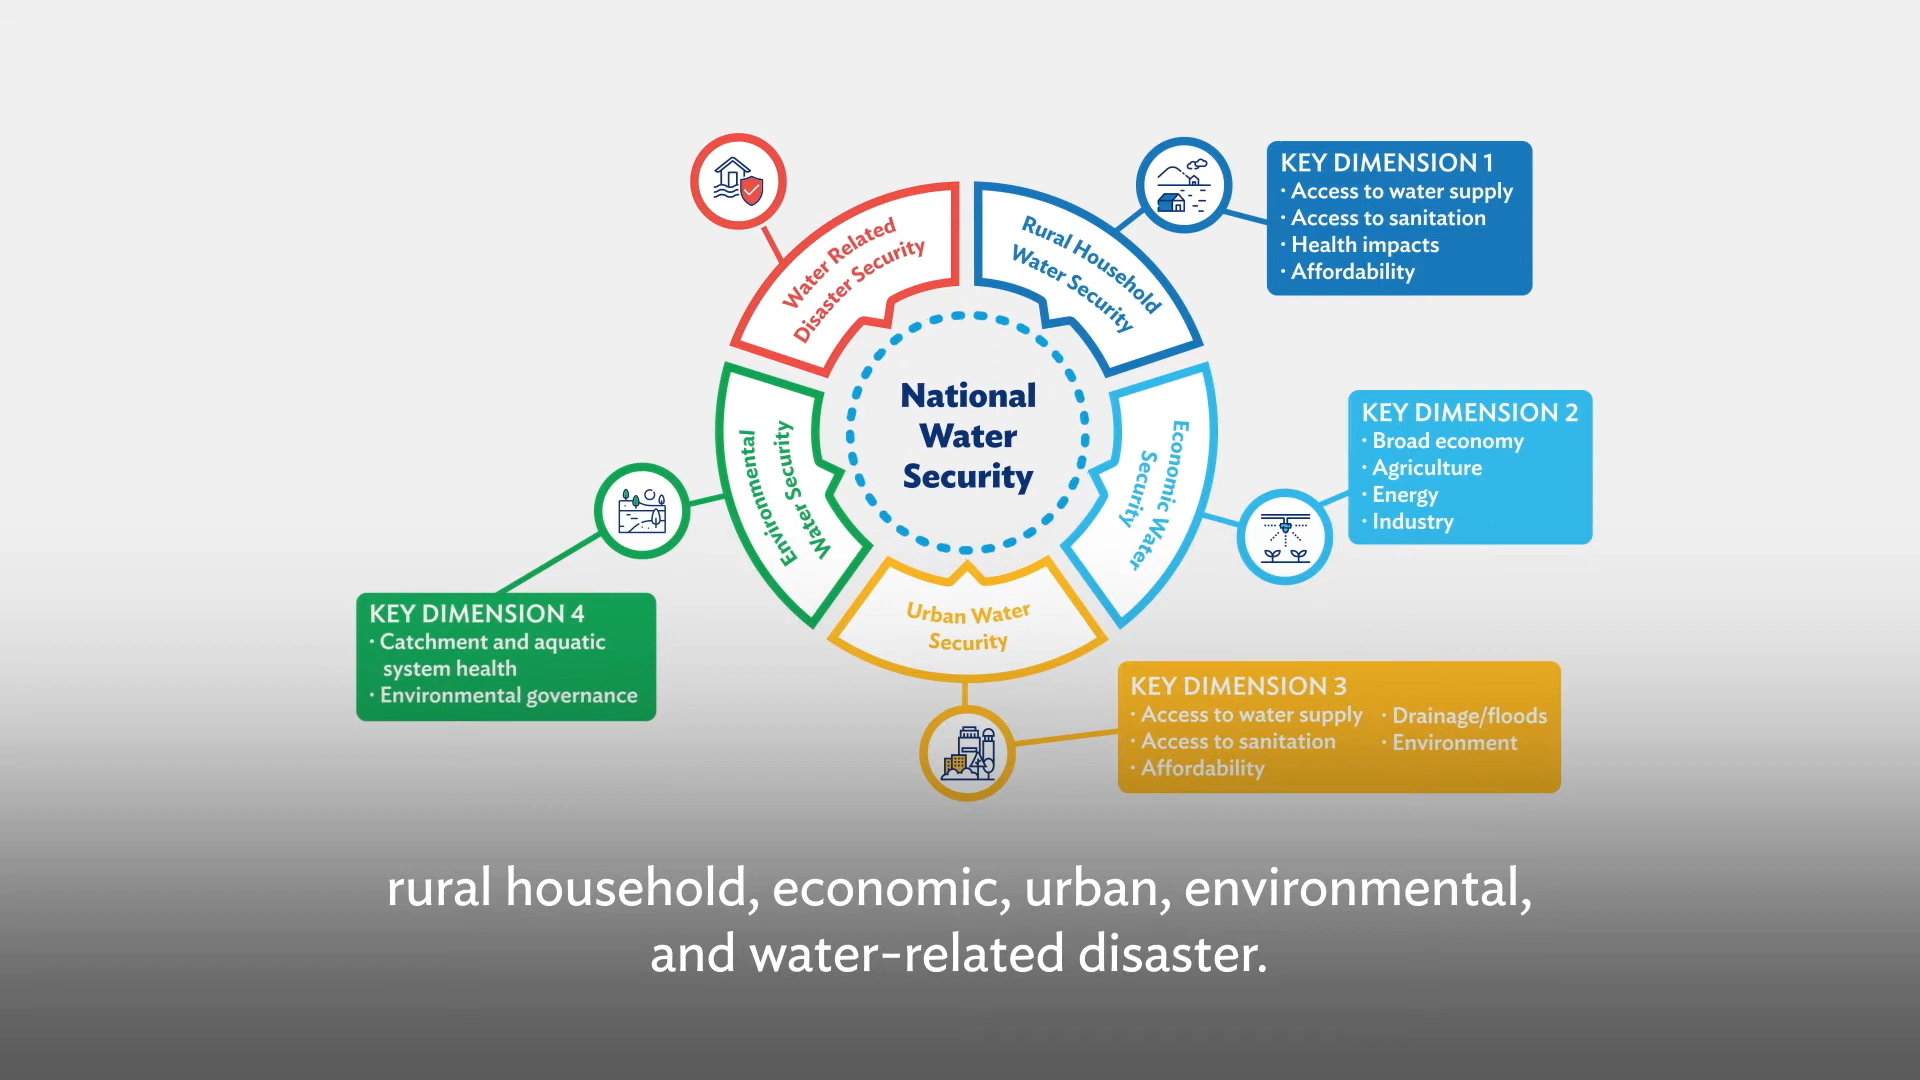 Water Related
Disaster Security
Rural Household
Water Security
KEY DIMENSION 1
· Access to water supply
· Access to sanitation
· Health impacts
· Affordability
National
Water
Security
Economic Water
Security
KEY DIMENSION 2
· Broad economy
· Agriculture
· Energy
· Industry
Environmental
Water Security
Urban Water
Security
KEY DIMENSION 4
· Catchment and aquatic
system health
· Environmental governance
KEY DIMENSION 3
· Access to water supply
· Access to sanitation
· Affordability
· Drainage/floods
· Environment
rural household, economic, urban, environmental,
and water-related disaster.